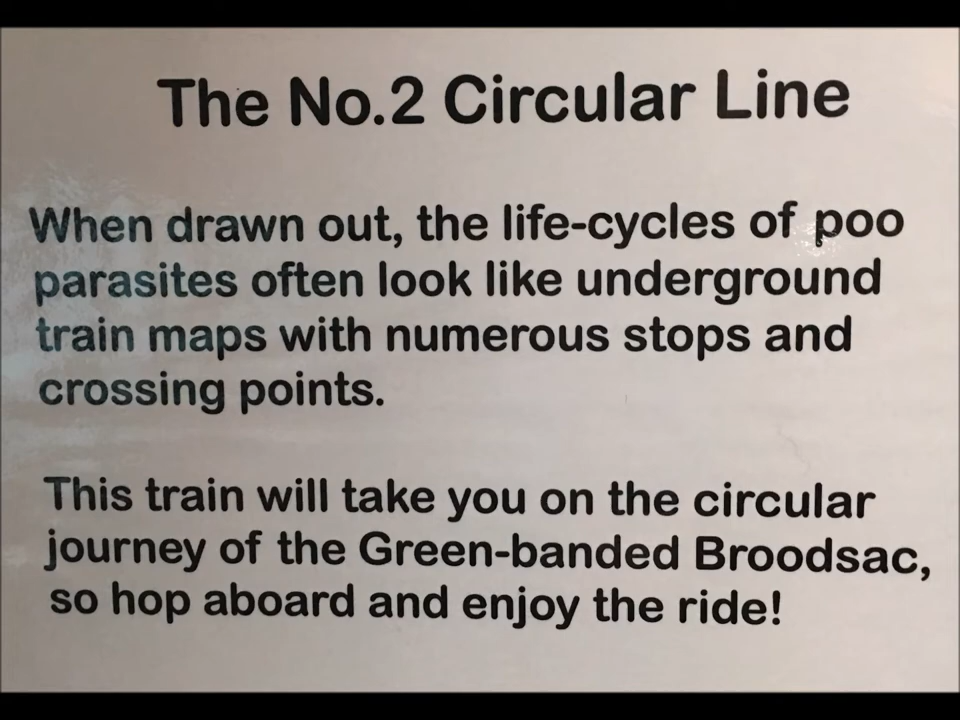 The No.2 Circular Line
When drawn out, the life-cycles of poo
parasites often look like underground
train maps with numerous stops and
crossing points.
This train will take you on the circular
journey of the Green-banded Broodsac,
so hop aboard and enjoy the ride!